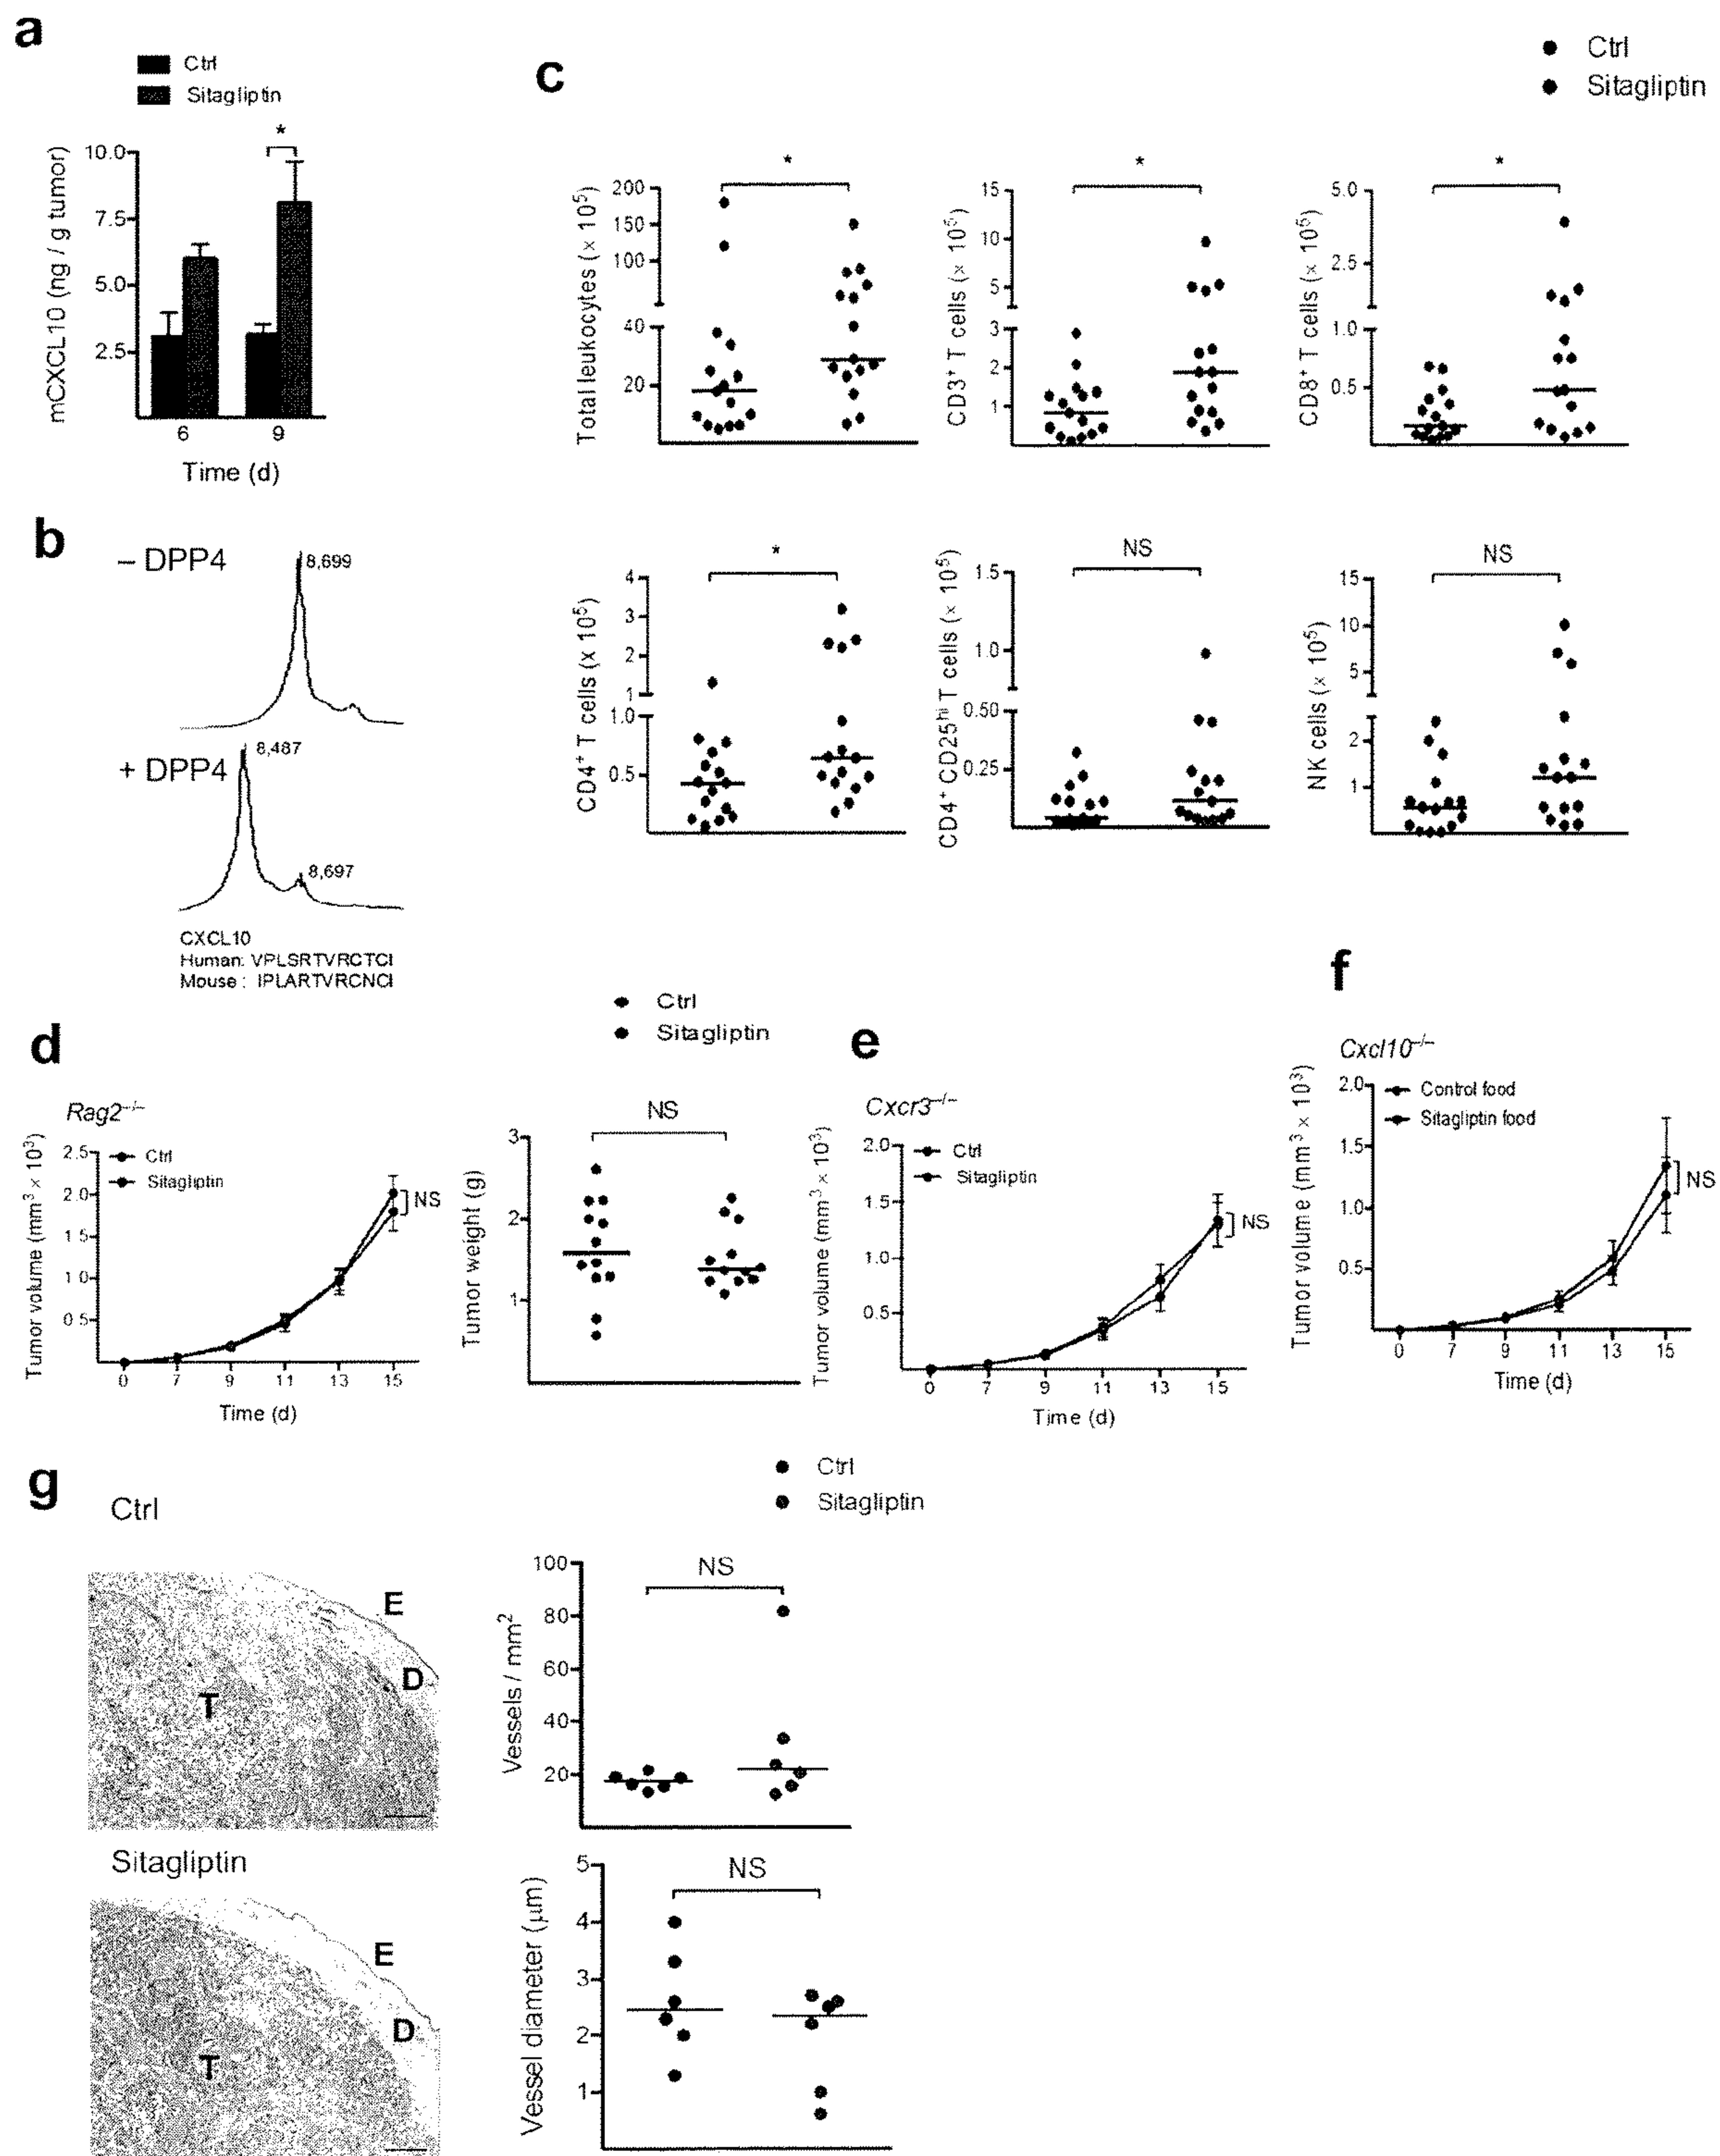 a
Ctrl
Sitagliptin
*
mCXCL10 (ng / g tumor)
10.0
7.5
5.0
2.5
6
9
Time (d)
b
– DPP4
8,699
+ DPP4
8,487
8,697
CXCL10
Human: VPLSRTVRCTCI
Mouse : IPLARTVRCNCI
c
Ctrl
Sitagliptin
*
Total leukocytes (× 10⁵)
200
150
100
40
20
*
CD3⁺ T cells (× 10⁵)
15
10
5
3
2
1
*
CD8⁺ T cells (× 10⁵)
5.0
2.5
1.0
0.5
*
CD4⁺ T cells (x 10⁵)
4
3
2
1
1.0
0.5
NS
CD4⁺ CD25ʰⁱ T cells (× 10⁵)
1.5
1.0
0.50
0.25
NS
NK cells (× 10⁵)
15
10
5
2
1
d
Ctrl
Sitagliptin
Rag2⁻/⁻
Tumor volume (mm³ × 10³)
2.5
2.0
1 5
1 0
0 5
Ctrl
Sitagliptin
NS
0
7
9
11
13
15
Time (d)
NS
Tumor weight (g)
3
2
1
e
Cxcr3⁻/⁻
Tumor volume (mm³ × 10³)
2.0
1.5
1.0
0.5
Ctrl
Sitagliptin
NS
0
7
9
11
13
15
Time (d)
f
Cxcl10⁻/⁻
Tumor volume (mm³ × 10³)
2.0
1.5
1.0
0.5
Control food
Sitagliptin food
NS
0
7
9
11
13
15
Time (d)
g
Ctrl
Sitagliptin
Ctrl
E
D
T
NS
Vessels / mm²
100
80
60
40
20
Sitagliptin
E
D
T
NS
Vessel diameter (μm)
5
4
3
2
1